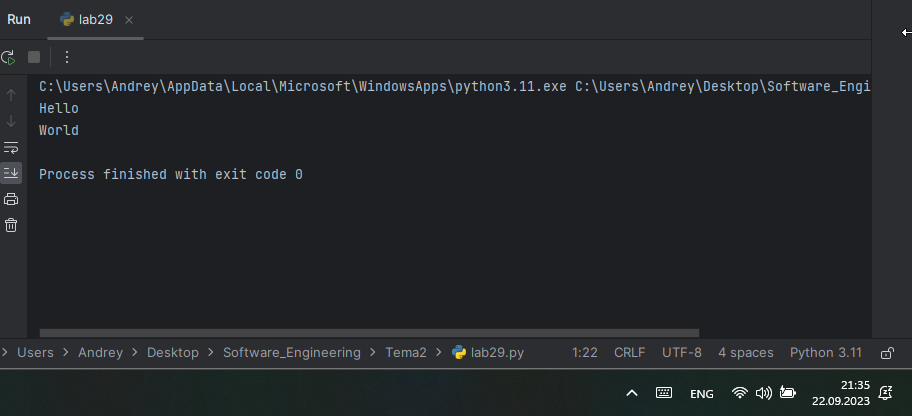 Run lab29
C:\Users\Andrey\AppData\Local\Microsoft\WindowsApps\python3.11.exe C:\Users\Andrey\Desktop\Software_Engi
Hello
World
Process finished with exit code 0
Users Andrey Desktop Software_Engineering Tema2 lab29.py 1:22 CRLF UTF-8 4 spaces Python 3.11
ENG 21:35
22.09.2023